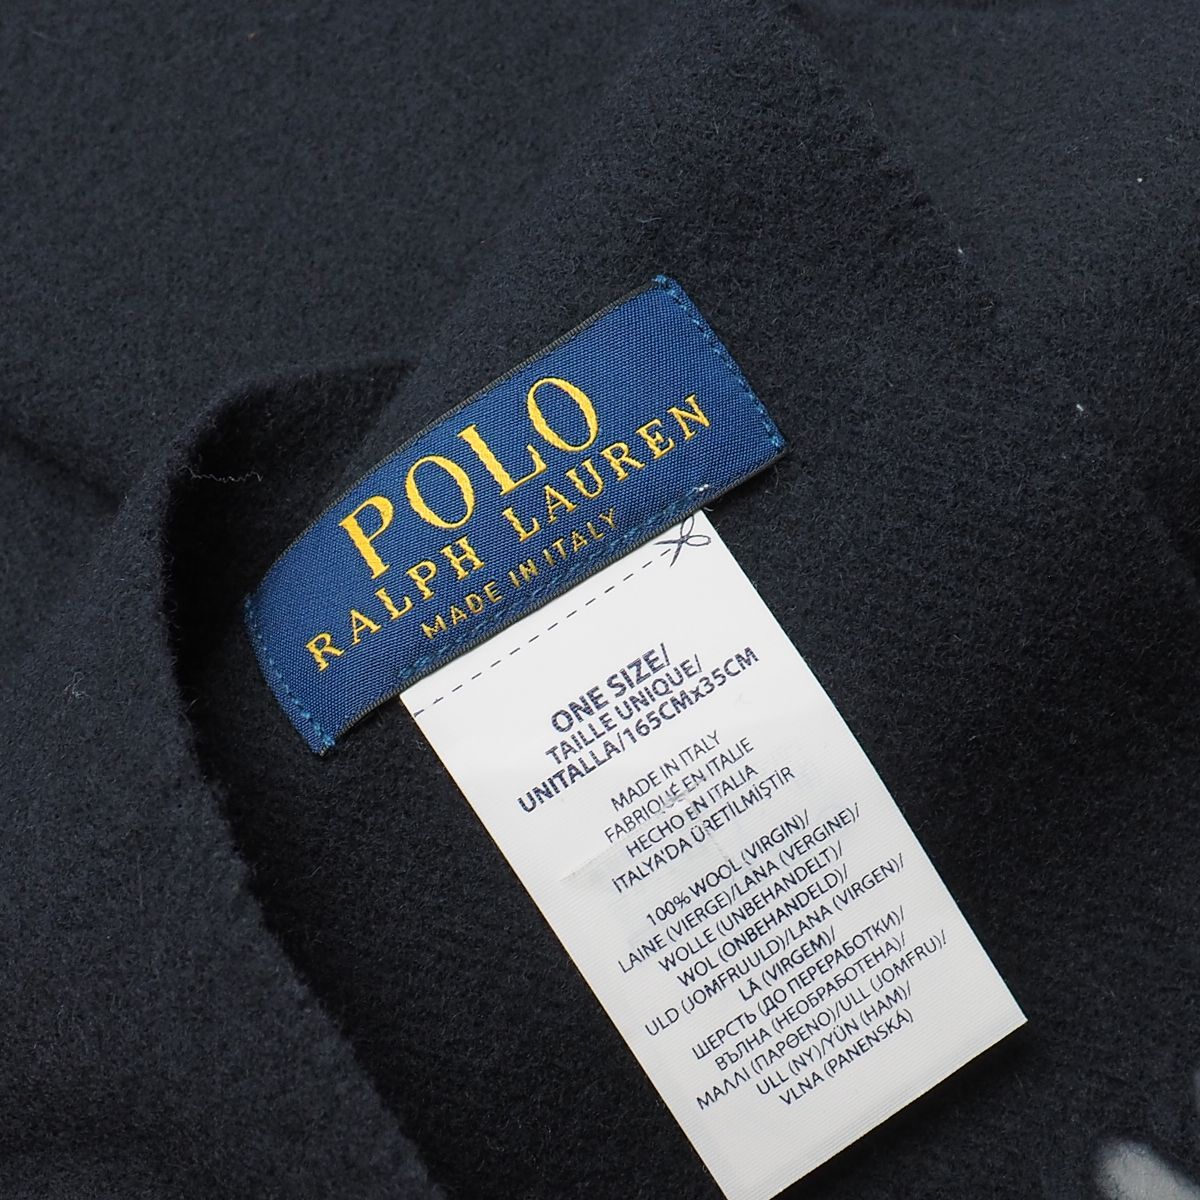 POLO
RALPH LAUREN
MADE IN ITALY
ONE SIZE/
TAILLE UNIQUE/
UNITALLA/165CMx35CM
MADE IN ITALY
FABRIQUÉ EN ITALIE
HECHO EN ITALIA
İTALYA'DA ÜRETİLMİŞTİR
100% WOOL (VIRGIN)/
LAINE (VIERGE)/LANA (VERGINE)/
WOLLE (UNBEHANDELT)/
WOL (ONBEHANDELD)/
ULD (JOMFRUULD)/LANA (VIRGEN)/
LÃ (VIRGEM)/
ШЕРСТЬ (ДО ПЕРЕРАБОТКИ)/
ВЪЛНА (НЕОБРАБОТЕНА)/
ΜΑΛΛΙ (ΠΑΡΘΕΝΟ)/ULL (JOMFRU)/
ULL (NY)/YÜN (HAM)/
VLNA (PANENSKÁ)